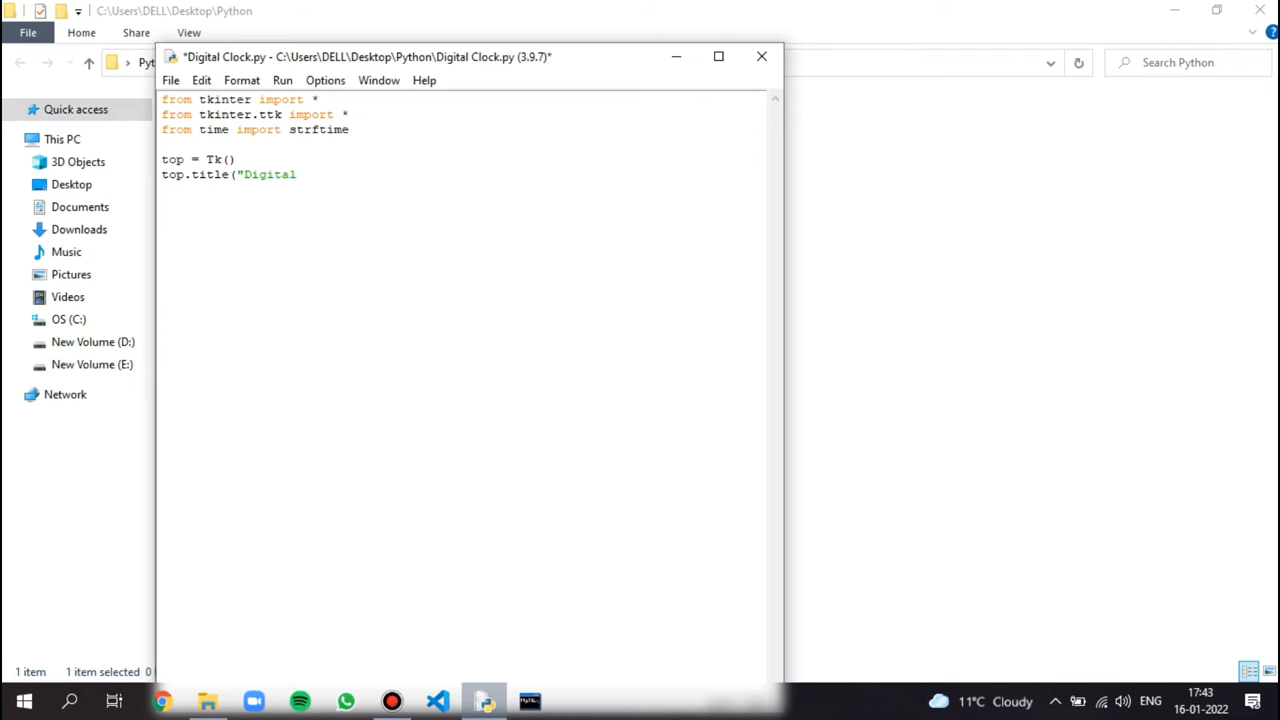 C:\Users\DELL\Desktop\Python
File Home Share View
*Digital Clock.py - C:\Users\DELL\Desktop\Python\Digital Clock.py (3.9.7)*
Pyt
Search Python
File Edit Format Run Options Window Help
from tkinter import *
from tkinter.ttk import *
from time import strftime
top = Tk()
top.title("Digital
Quick access
This PC
3D Objects
Desktop
Documents
Downloads
Music
Pictures
Videos
OS (C:)
New Volume (D:)
New Volume (E:)
Network
1 item 1 item selected 0
11°C Cloudy
ENG
17:43
16-01-2022